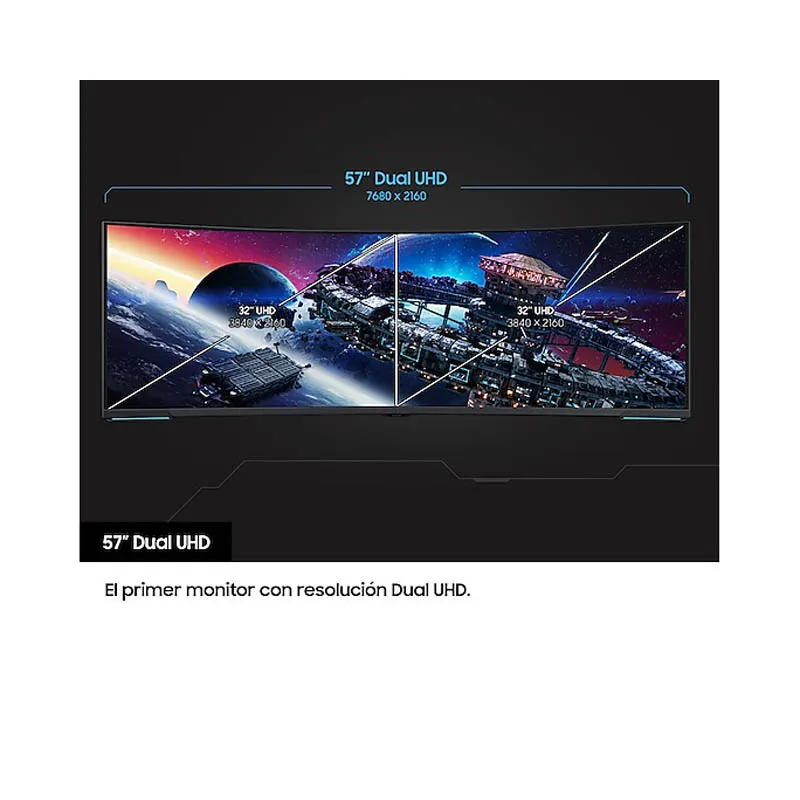 57" Dual UHD
7680 x 2160
32" UHD
3840 X 2160
32" UHD
3840 X 2160
57" Dual UHD
El primer monitor con resolución Dual UHD.